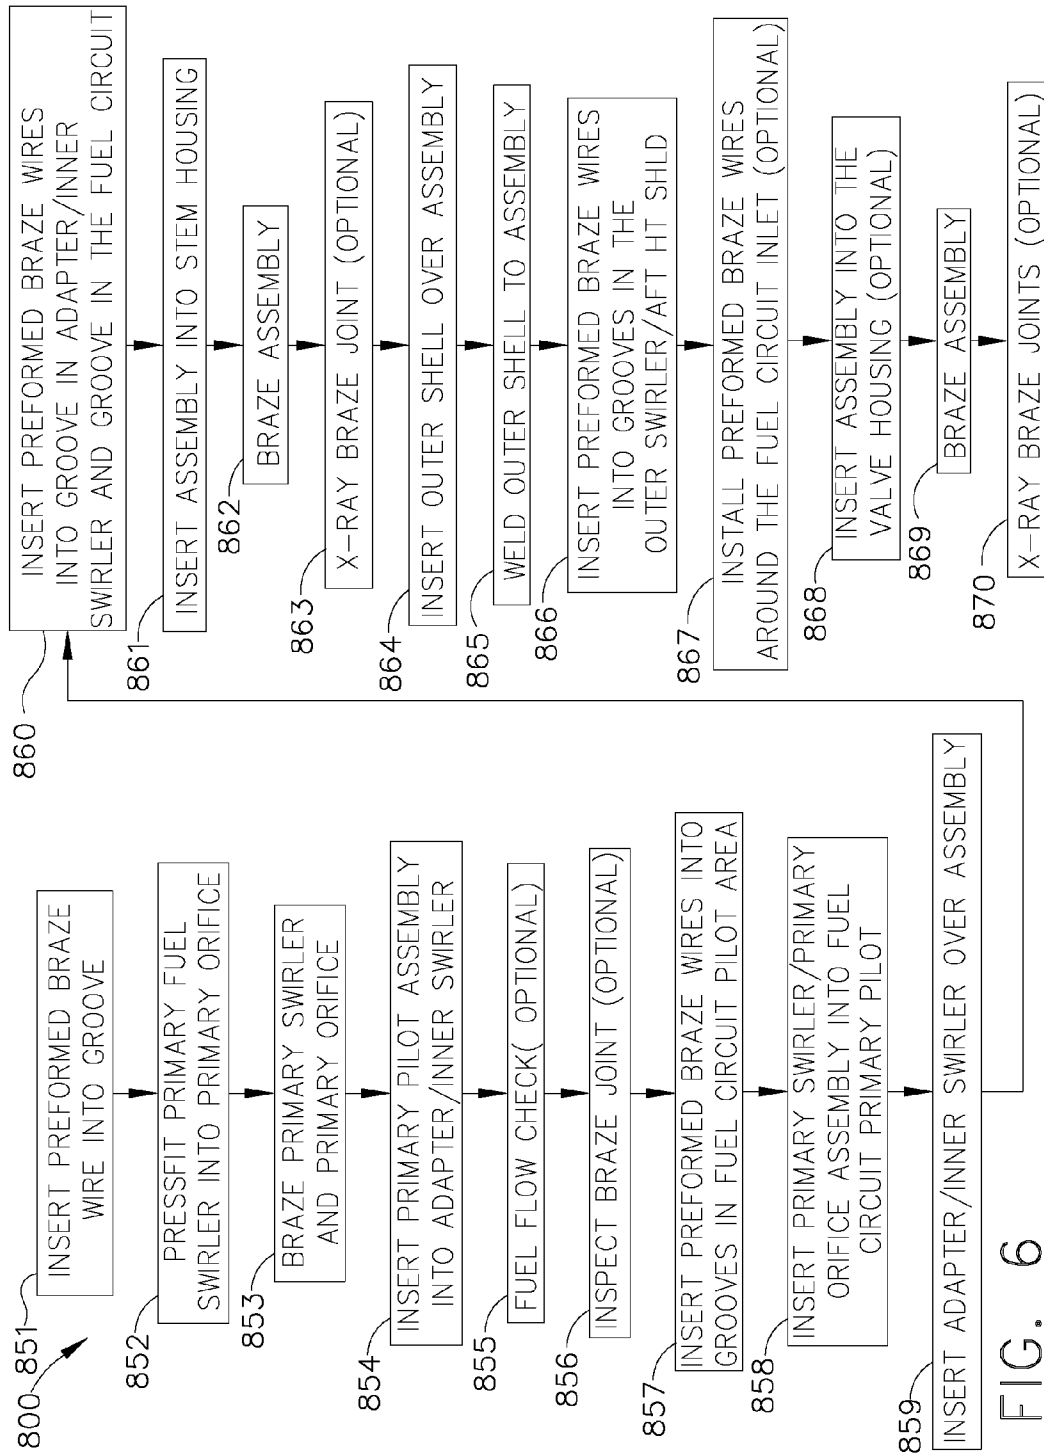 800
851
INSERT PREFORMED BRAZE
WIRE INTO GROOVE
852
PRESSFIT PRIMARY FUEL
SWIRLER INTO PRIMARY ORIFICE
853
BRAZE PRIMARY SWIRLER
AND PRIMARY ORIFICE
854
INSERT PRIMARY PILOT ASSEMBLY
INTO ADAPTER/INNER SWIRLER
855
FUEL FLOW CHECK( OPTIONAL)
856
INSPECT BRAZE JOINT (OPTIONAL)
857
INSERT PREFORMED BRAZE WIRES INTO
GROOVES IN FUEL CIRCUIT PILOT AREA
858
INSERT PRIMARY SWIRLER/PRIMARY
ORIFICE ASSEMBLY INTO FUEL
CIRCUIT PRIMARY PILOT
859
INSERT ADAPTER/INNER SWIRLER OVER ASSEMBLY
860
INSERT PREFORMED BRAZE WIRES
INTO GROOVE IN ADAPTER/INNER
SWIRLER AND GROOVE IN THE FUEL CIRCUIT
861
INSERT ASSEMBLY INTO STEM HOUSING
862
BRAZE ASSEMBLY
863
X-RAY BRAZE JOINT (OPTIONAL)
864
INSERT OUTER SHELL OVER ASSEMBLY
865
WELD OUTER SHELL TO ASSEMBLY
866
INSERT PREFORMED BRAZE WIRES
INTO GROOVES IN THE
OUTER SWIRLER/AFT HT SHLD
867
INSTALL PREFORMED BRAZE WIRES
AROUND THE FUEL CIRCUIT INLET (OPTIONAL)
868
INSERT ASSEMBLY INTO THE
VALVE HOUSING (OPTIONAL)
869
BRAZE ASSEMBLY
870
X-RAY BRAZE JOINTS (OPTIONAL)
FIG. 6